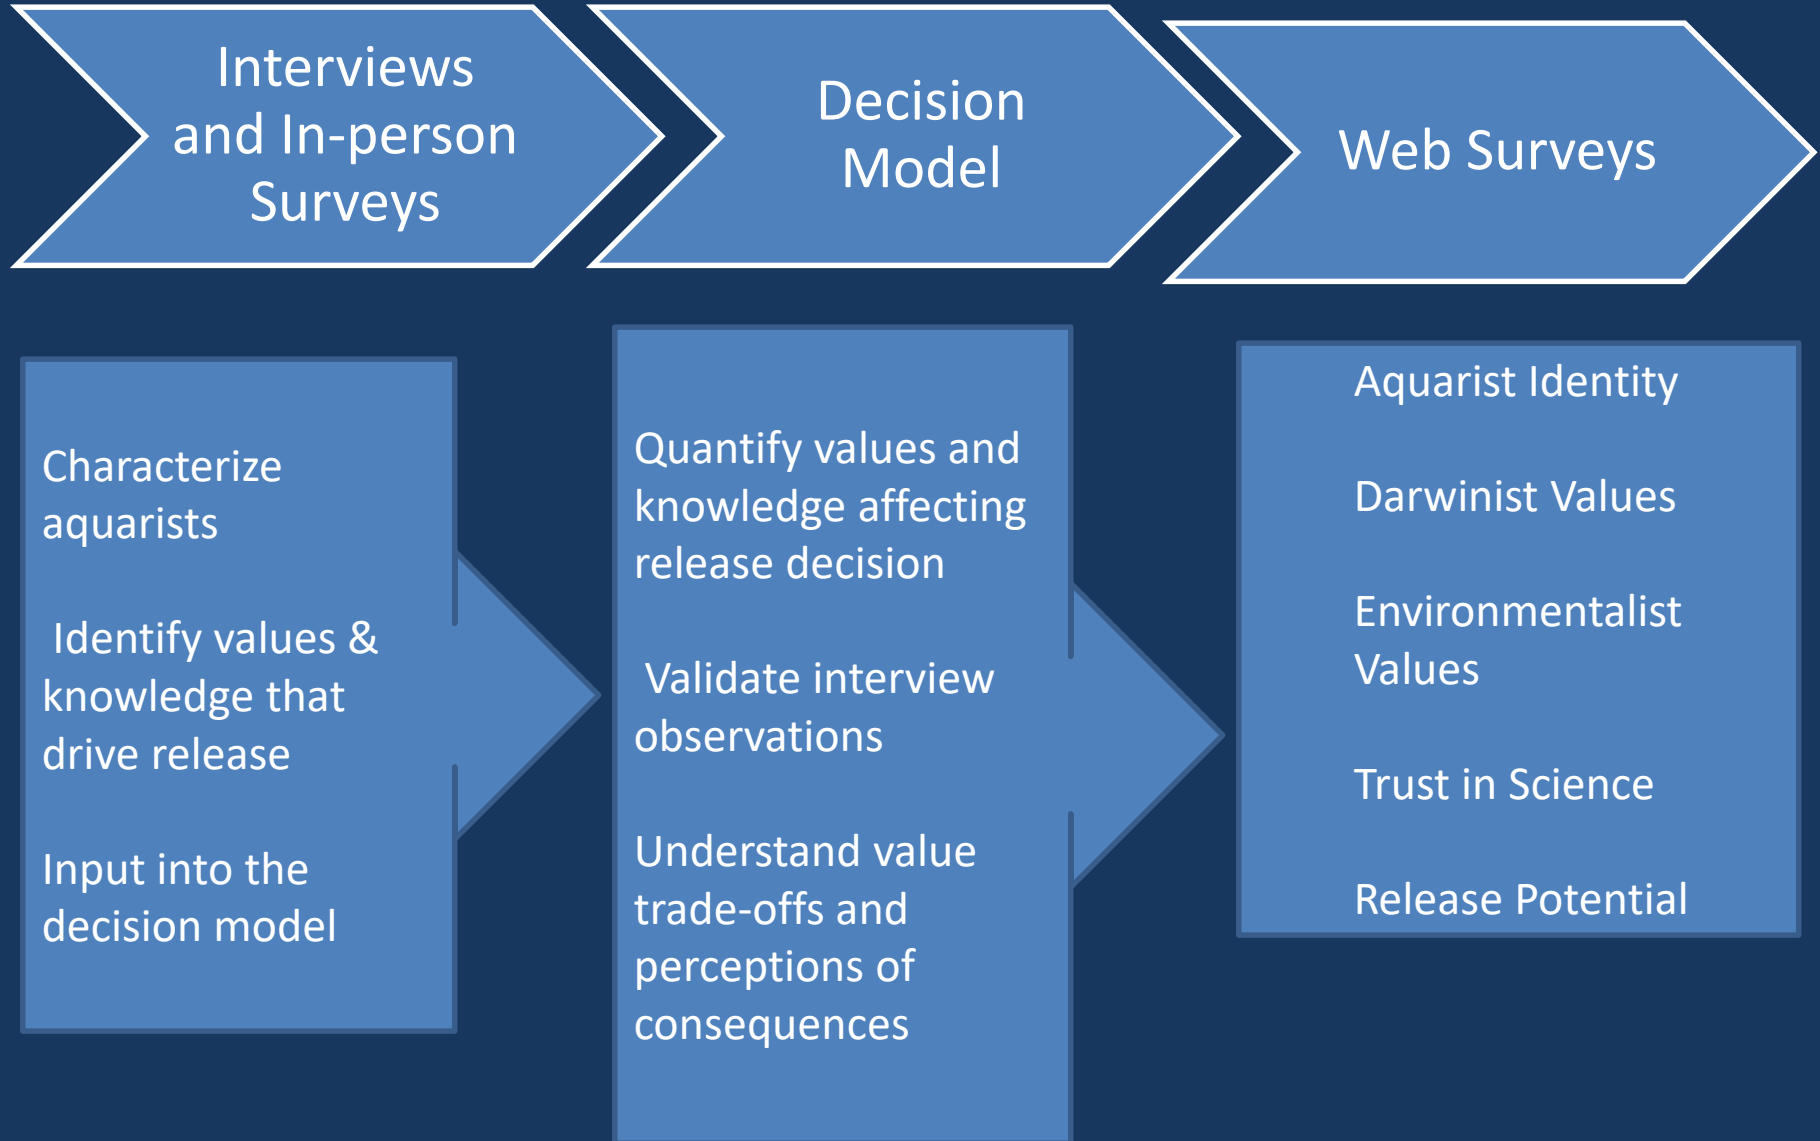 Interviews
and In-person
Surveys
Decision
Model
Web Surveys
Characterize
aquarists
Identify values &
knowledge that
drive release
Input into the
decision model
Quantify values and
knowledge affecting
release decision
Validate interview
observations
Understand value
trade-offs and
perceptions of
consequences
Aquarist Identity
Darwinist Values
Environmentalist
Values
Trust in Science
Release Potential